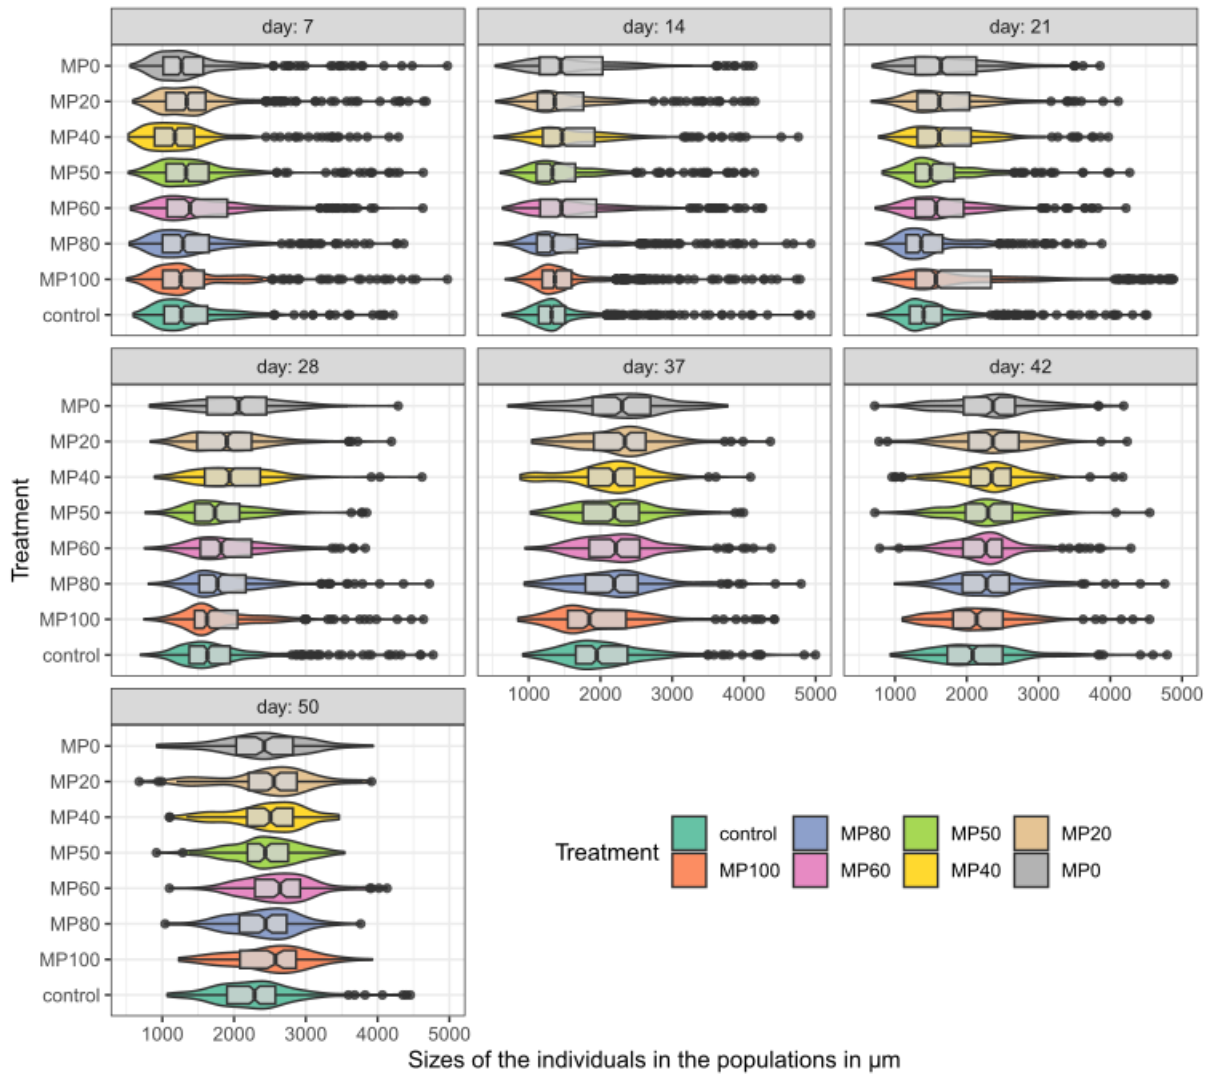 day: 7 day: 14 day: 21
MP0
MP20
MP40
MP50
MP60
MP80
MP100
control
day: 28 day: 37 day: 42
MP0
MP20
MP40
MP50
MP60
MP80
MP100
control
1000 2000 3000 4000 5000 1000 2000 3000 4000 5000
day: 50
MP0
MP20
MP40
MP50
MP60
MP80
MP100
control
1000 2000 3000 4000 5000
Treatment
Sizes of the individuals in the populations in µm
Treatment
control MP80 MP50 MP20
MP100 MP60 MP40 MP0